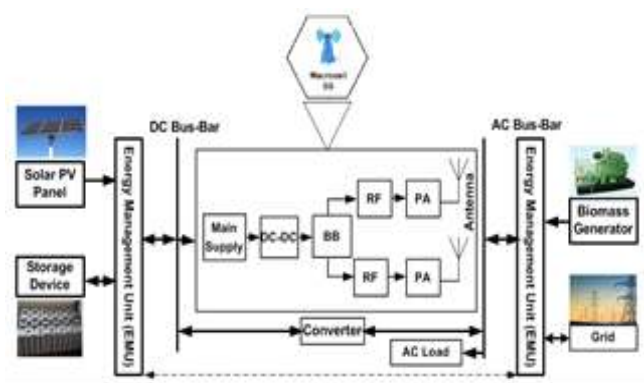 Macrocell
BS
DC Bus-Bar
AC Bus-Bar
Solar PV
Panel
Energy Management Unit (EMU)
Storage
Device
Main
Supply
DC-DC
BB
RF
PA
RF
PA
Antenna
Converter
AC Load
Energy Management Unit (EMU)
Biomass
Generator
Grid